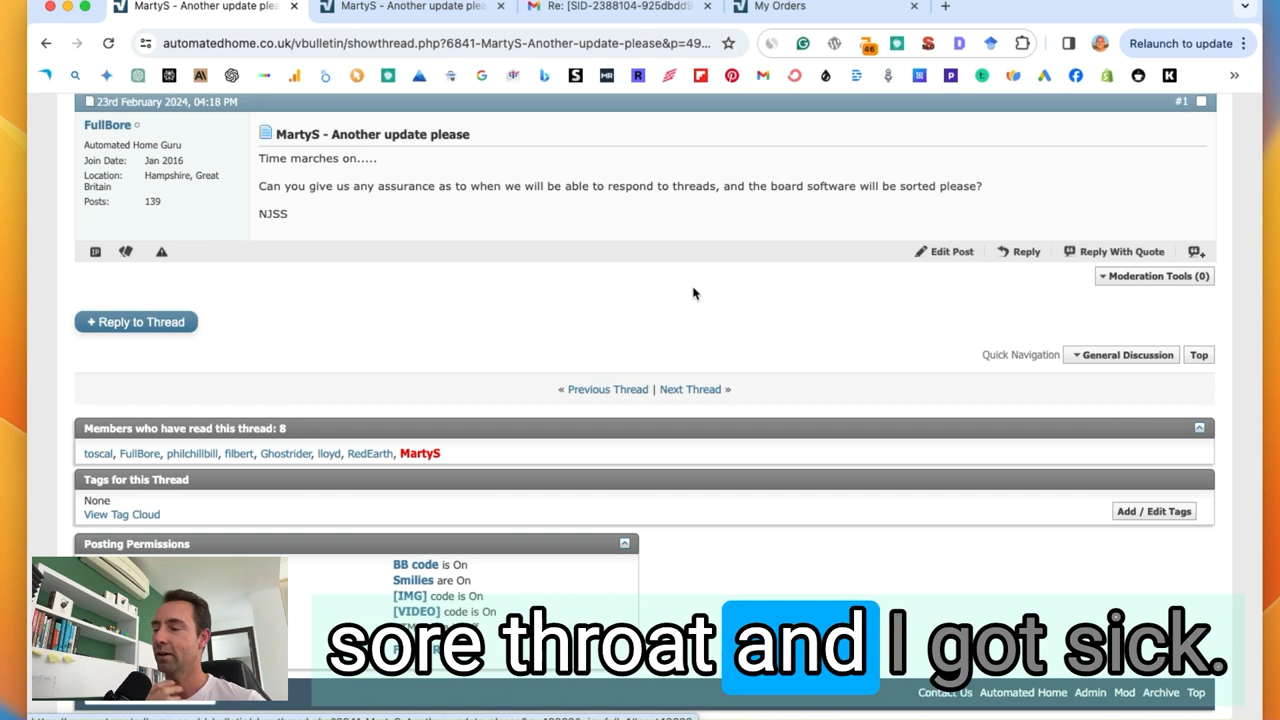 MartyS - Another update plea
MartyS - Another update plea
Re: [SID-2388104-925dbdd9
My Orders
automatedhome.co.uk/vbulletin/showthread.php?6841-MartyS-Another-update-please&p=49...
46
Relaunch to update
23rd February 2024, 04:18 PM
#1
FullBore
Automated Home Guru
Join Date: Jan 2016
Location: Hampshire, Great Britain
Posts: 139
MartyS - Another update please
Time marches on.....
Can you give us any assurance as to when we will be able to respond to threads, and the board software will be sorted please?
NJSS
Edit Post
Reply
Reply With Quote
Moderation Tools (0)
+ Reply to Thread
Quick Navigation
General Discussion
Top
« Previous Thread | Next Thread »
Members who have read this thread: 8
toscal, FullBore, philchillbill, filbert, Ghostrider, lloyd, RedEarth, MartyS
Tags for this Thread
None
View Tag Cloud
Add / Edit Tags
Posting Permissions
BB code is On
Smilies are On
[IMG] code is On
[VIDEO] code is On
sore throat and I got sick.
Contact Us
Automated Home
Admin
Mod
Archive
Top